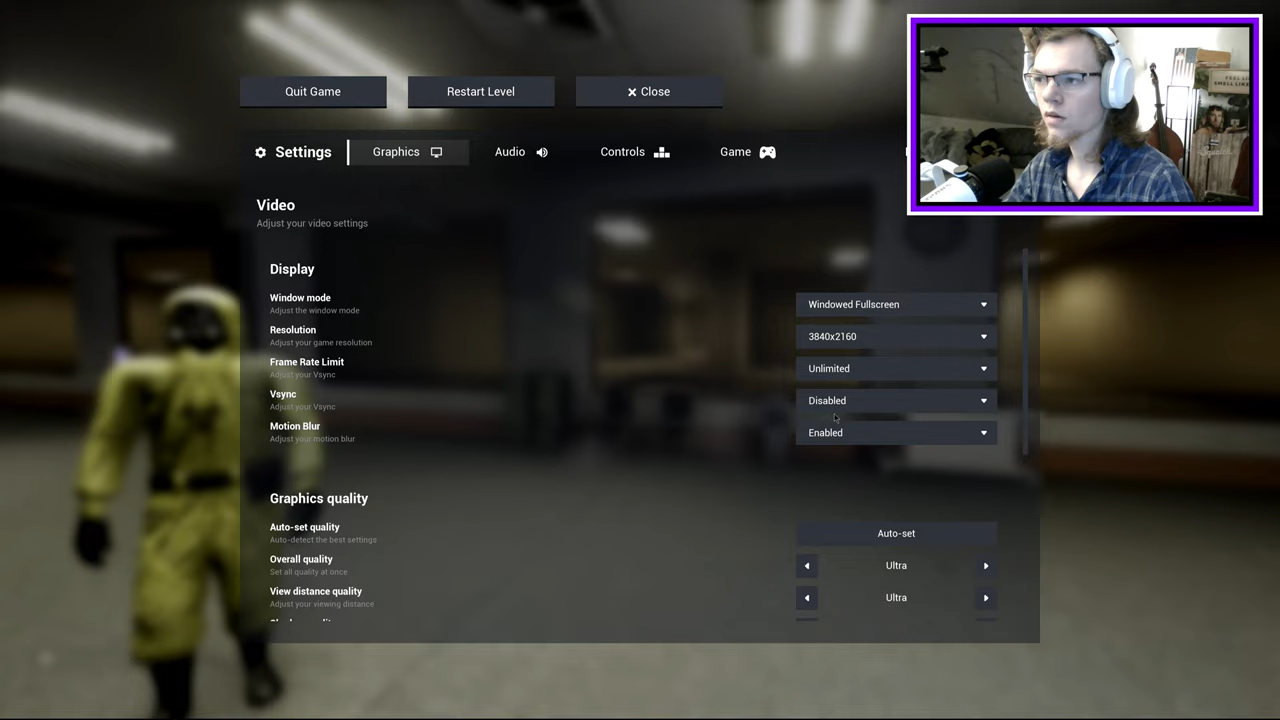 Quit Game
Restart Level
Close
Settings
Graphics
Audio
Controls
Game
Video
Adjust your video settings
Display
Window mode
Adjust the window mode
Windowed Fullscreen
Resolution
Adjust your game resolution
3840x2160
Frame Rate Limit
Adjust your Vsync
Unlimited
Vsync
Adjust your Vsync
Disabled
Motion Blur
Adjust your motion blur
Enabled
Graphics quality
Auto-set quality
Auto-detect the best settings
Auto-set
Overall quality
Set all quality at once
Ultra
View distance quality
Adjust your viewing distance
Ultra